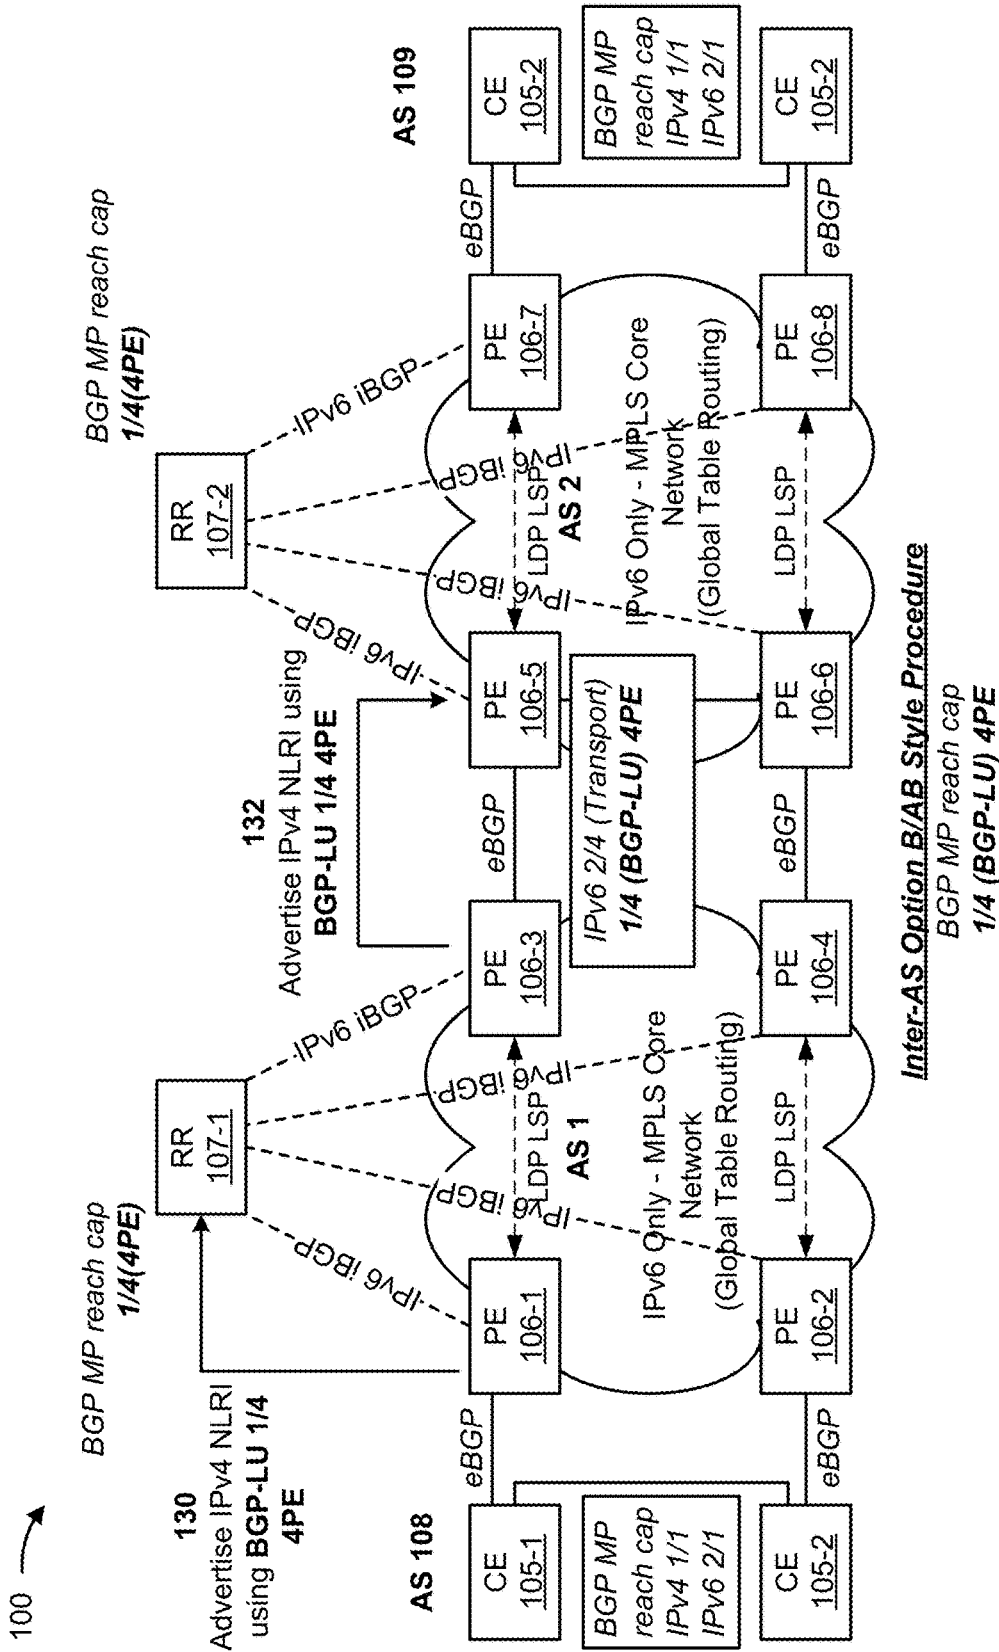 100
130
Advertise IPv4 NLRI
using BGP-LU 1/4
4PE
BGP MP reach cap
1/4(4PE)
RR
107-1
132
Advertise IPv4 NLRI using
BGP-LU 1/4 4PE
RR
107-2
BGP MP reach cap
1/4(4PE)
IPv6 iBGP
IPv6 iBGP
IPv6 iBGP
IPv6 iBGP
IPv6 iBGP
IPv6 iBGP
IPv6 iBGP
IPv6 iBGP
AS 108
CE
105-1
eBGP
PE
106-1
LDP LSP
AS 1
PE
106-3
eBGP
PE
106-5
LDP LSP
AS 2
PE
106-7
eBGP
AS 109
CE
105-2
BGP MP
reach cap
IPv4 1/1
IPv6 2/1
IPv6 Only - MPLS Core
Network
(Global Table Routing)
IPv6 2/4 (Transport)
1/4 (BGP-LU) 4PE
IPv6 Only - MPLS Core
Network
(Global Table Routing)
BGP MP
reach cap
IPv4 1/1
IPv6 2/1
CE
105-2
eBGP
PE
106-2
LDP LSP
PE
106-4
eBGP
PE
106-6
LDP LSP
PE
106-8
eBGP
CE
105-2
Inter-AS Option B/AB Style Procedure
BGP MP reach cap
1/4 (BGP-LU) 4PE